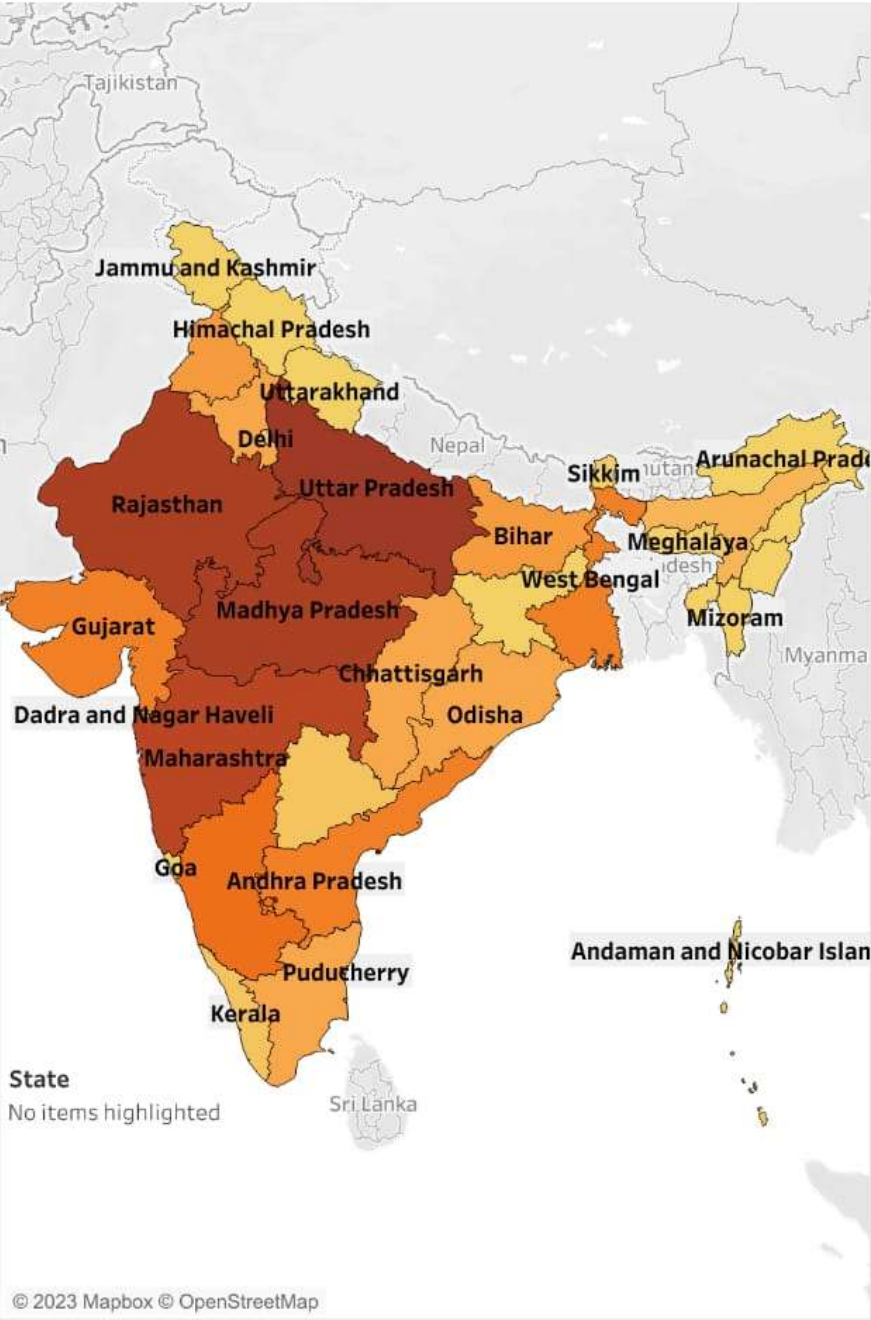 Tajikistan
Jammu and Kashmir
Himachal Pradesh
Uttarakhand
Delhi
Nepal
Sikkim
utan
Arunachal Prad
Rajasthan
Uttar Pradesh
Bihar
Meghalaya
desh
West Bengal
Madhya Pradesh
Mizoram
Gujarat
Myanma
Chhattisgarh
Dadra and Nagar Haveli
Odisha
Maharashtra
Goa
Andhra Pradesh
Andaman and Nicobar Islan
Puducherry
Kerala
State
No items highlighted
Sri Lanka
© 2023 Mapbox © OpenStreetMap